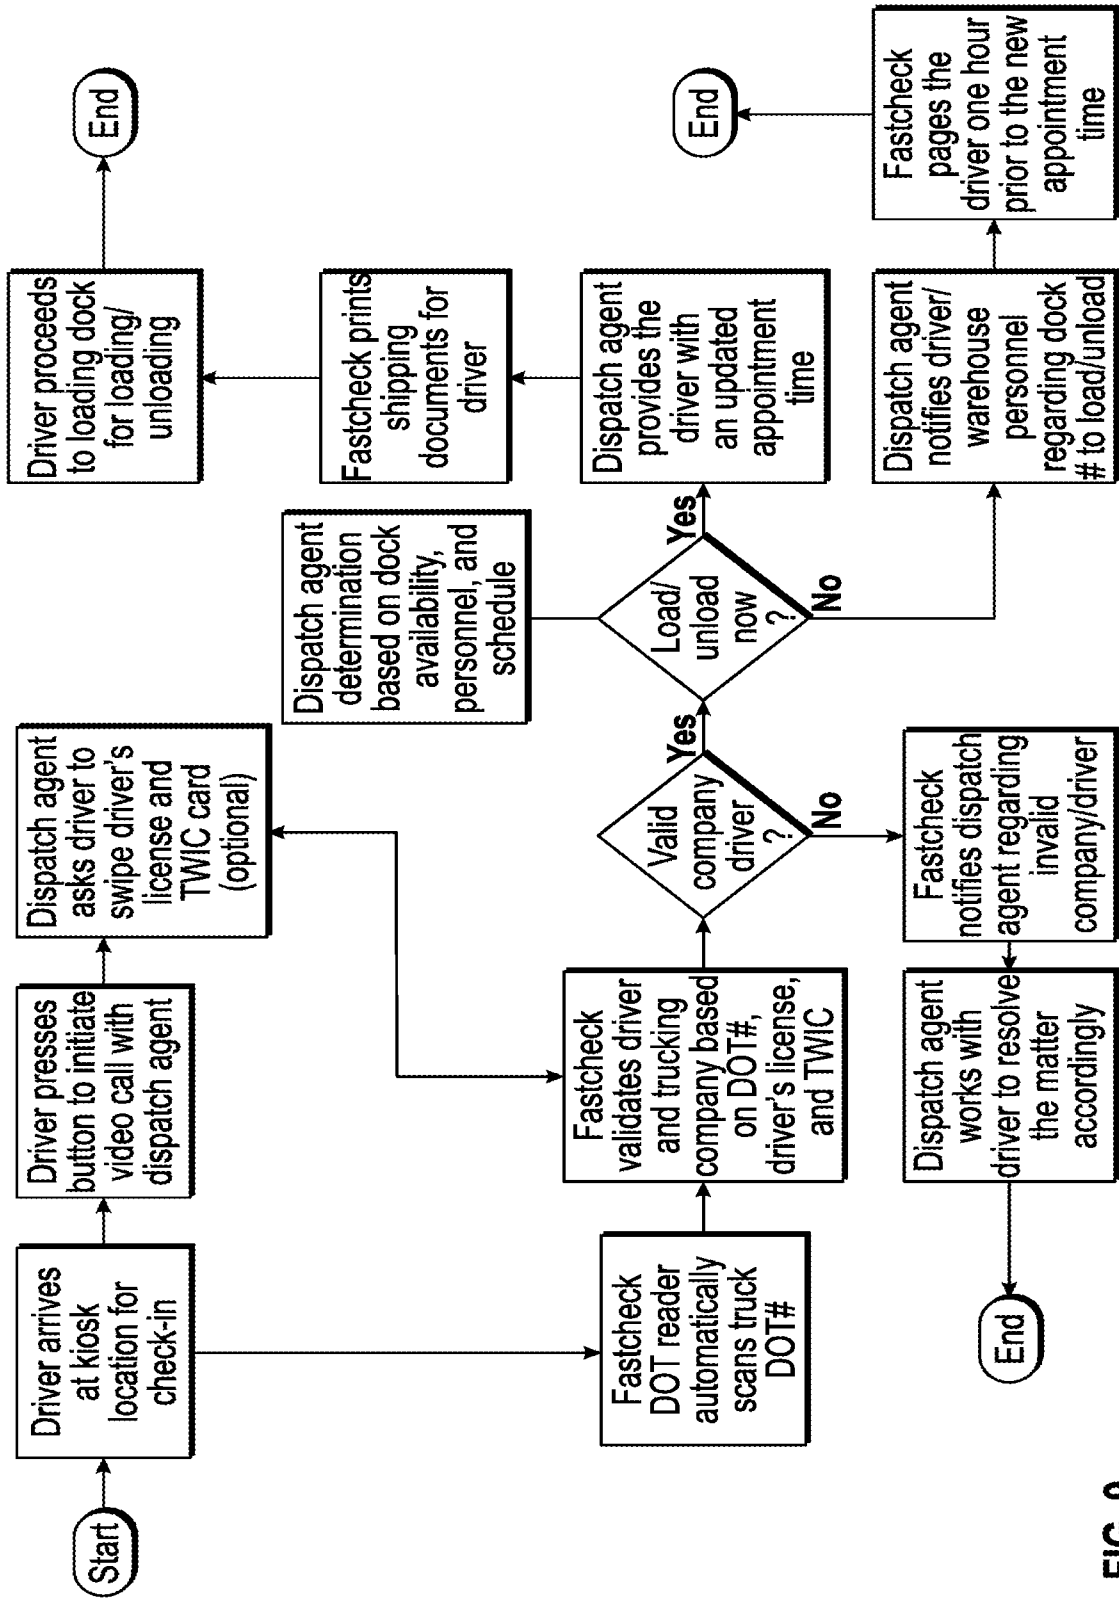 Start
Driver arrives
at kiosk
location for
check-in
Driver presses
button to initiate
video call with
dispatch agent
Dispatch agent
asks driver to
swipe driver's
license and
TWIC card
(optional)
Fastcheck
DOT reader
automatically
scans truck
DOT#
Fastcheck
validates driver
and trucking
company based
on DOT#,
driver's license,
and TWIC
Valid
company
driver
?
Yes
No
Fastcheck
notifies dispatch
agent regarding
invalid
company/driver
Dispatch agent
works with
driver to resolve
the matter
accordingly
End
Dispatch agent
determination
based on dock
availability,
personnel, and
schedule
Load/
unload
now
?
Yes
No
Dispatch agent
provides the
driver with
an updated
appointment
time
Fastcheck prints
shipping
documents for
driver
Driver proceeds
to loading dock
for loading/
unloading
End
Dispatch agent
notifies driver/
warehouse
personnel
regarding dock
# to load/unload
Fastcheck
pages the
driver one hour
prior to the new
appointment
time
End
FIG.